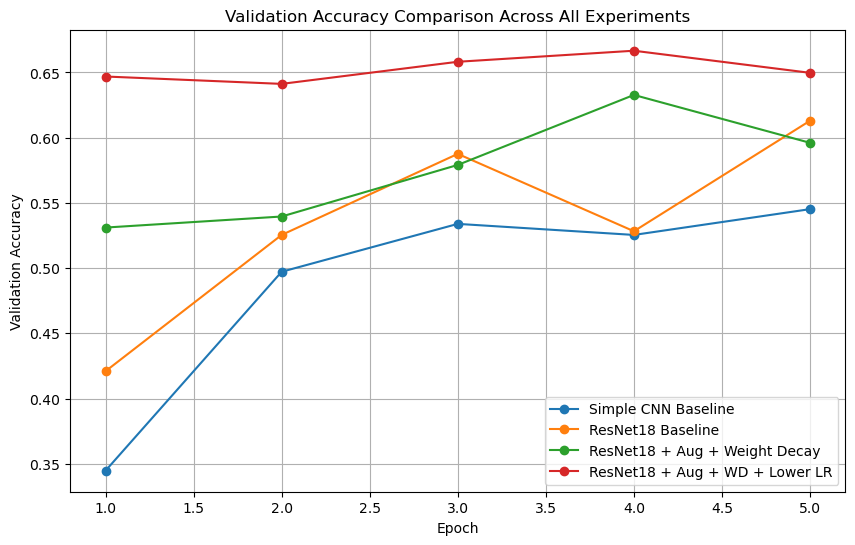 Validation Accuracy Comparison Across All Experiments
Validation Accuracy
0.65
0.60
0.55
0.50
0.45
0.40
0.35
Simple CNN Baseline
ResNet18 Baseline
ResNet18 + Aug + Weight Decay
ResNet18 + Aug + WD + Lower LR
1.0 1.5 2.0 2.5 3.0 3.5 4.0 4.5 5.0
Epoch